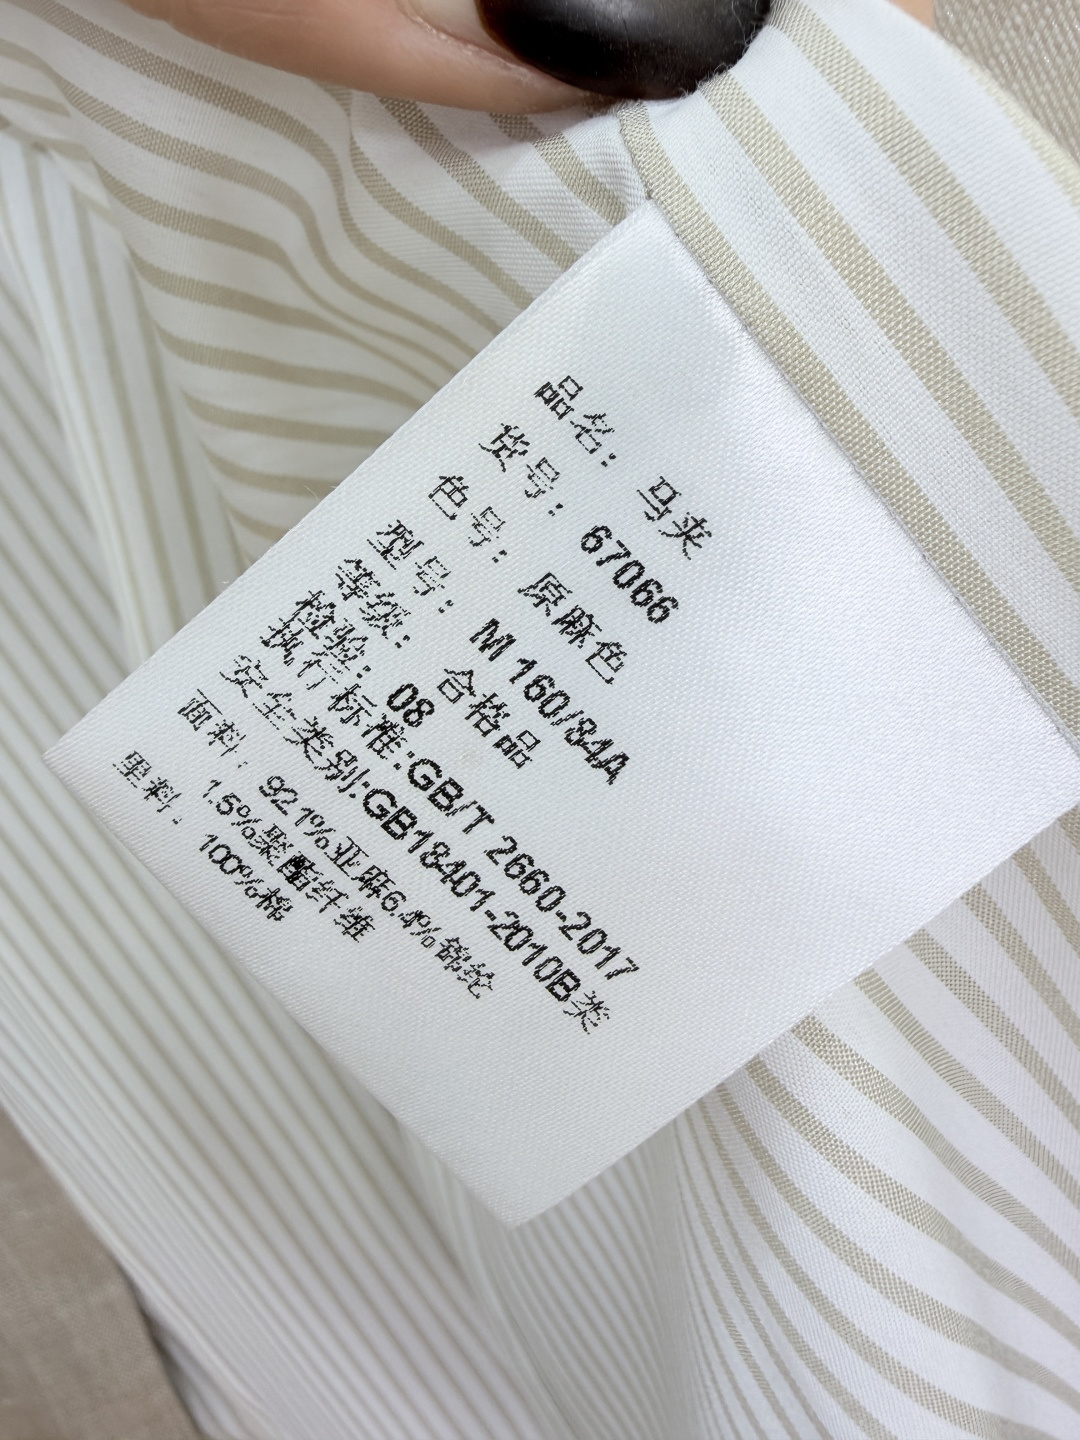 品名：马夹
货号：67066
色号：原麻色
型号：M 160/84A
等级：合格品
检验：08
执行标准:GB/T 2660-2017
安全类别:GB18401-2010B类
面料：92.1%亚麻6.4%锦纶
1.5%聚酯纤维
里料：100%棉